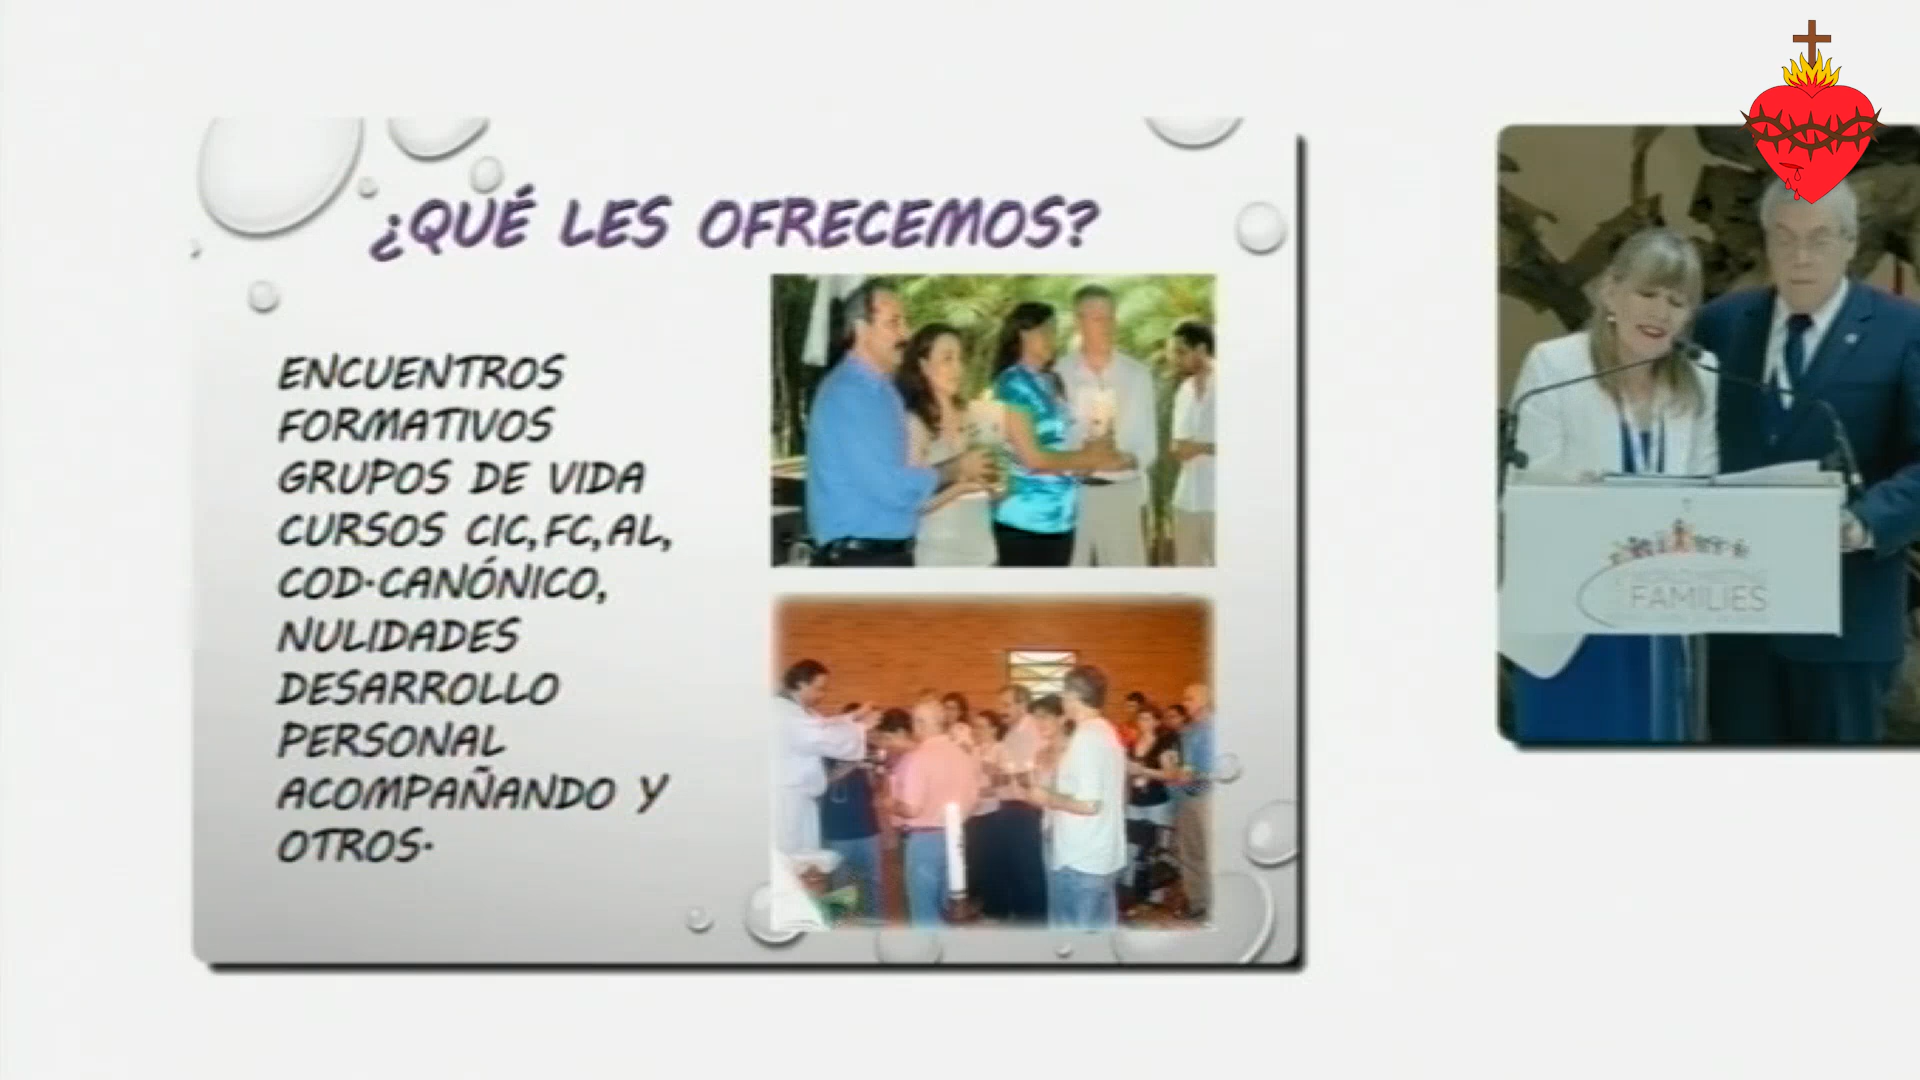 ¿QUÉ LES OFRECEMOS?
ENCUENTROS
FORMATIVOS
GRUPOS DE VIDA
CURSOS CIC,FC,AL,
COD.CANÓNICO,
NULIDADES
DESARROLLO
PERSONAL
ACOMPAÑANDO Y
OTROS.
FAMILIES